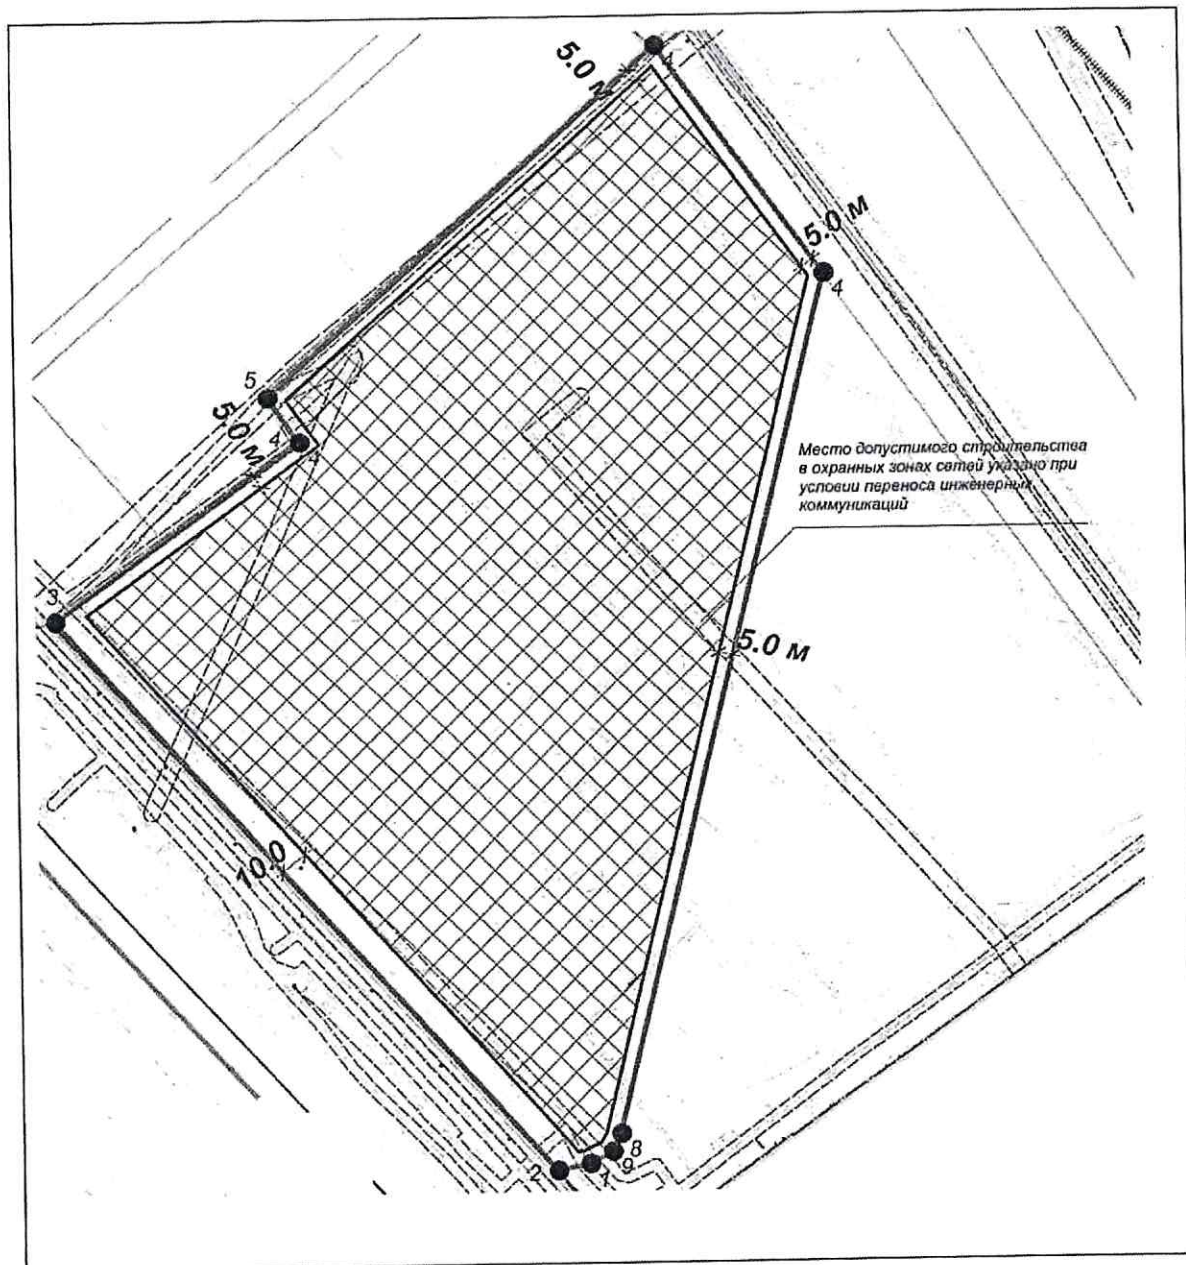 5.0 м
5.0 м
4
5
5.0 м
4
Место допустимого строительства
в охранных зонах сетей указано при
условии переноса инженерных
коммуникаций
3
5.0 м
10.0
8
9
2
1